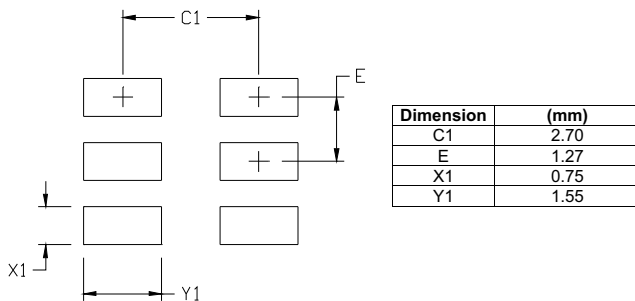 C1
E
X1
Y1
Dimension (mm)
C1 2.70
E 1.27
X1 0.75
Y1 1.55